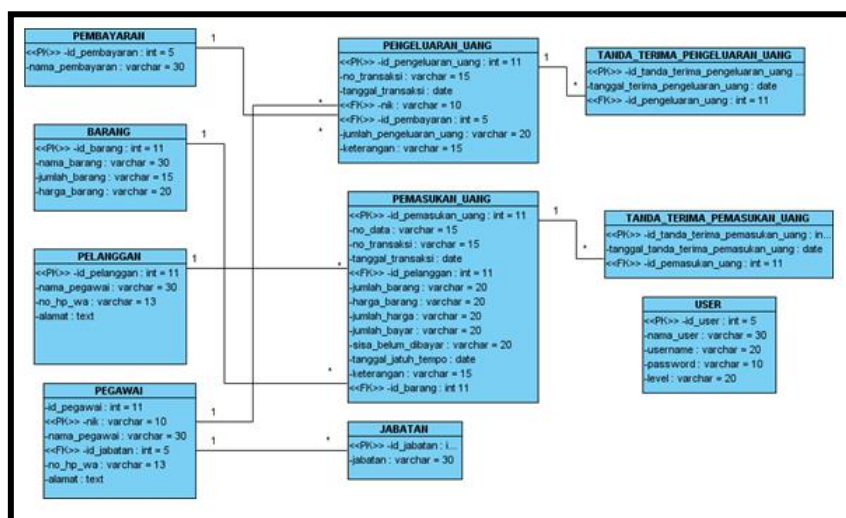 PEMBAYARAN
<<PK>> -id_pembayaran : int = 5
-nama_pembayaran : varchar = 30
1
PENGELUARAN_UANG
<<PK>> -id_pengeluaran_uang : int = 11
-no_transaksi : varchar = 15
-tanggal_transaksi : date
<<FK>> -nik : varchar = 10
<<FK>> -id_pembayaran : int = 5
-jumlah_pengeluaran_uang : varchar = 20
-keterangan : varchar = 15
*
*
1
*
TANDA_TERIMA_PENGELUARAN_UANG
<<PK>> -id_tanda_terima_pengeluaran_uang ...
-tanggal_terima_pengeluaran_uang : date
<<FK>> -id_pengeluaran_uang : int = 11
BARANG
<<PK>> -id_barang : int = 11
-nama_barang : varchar = 30
-jumlah_barang : varchar = 15
-harga_barang : varchar = 20
1
PEMASUKAN_UANG
<<PK>> -id_pemasukan_uang : int = 11
-no_data : varchar = 15
-no_transaksi : varchar = 15
-tanggal_transaksi : date
<<FK>> -id_pelanggan : int = 11
-jumlah_barang : varchar = 20
-harga_barang : varchar = 20
-jumlah_harga : varchar = 20
-jumlah_bayar : varchar = 20
-sisa_belum_dibayar : varchar = 20
-tanggal_jatuh_tempo : date
-keterangan : varchar = 15
<<FK>> -id_barang : int 11
*
*
1
*
TANDA_TERIMA_PEMASUKAN_UANG
<<PK>> -id_tanda_terima_pemasukan_uang : in...
-tanggal_tanda_terima_pemasukan_uang : date
<<FK>> -id_pemasukan_uang : int = 11
PELANGGAN
<<PK>> -id_pelanggan : int = 11
-nama_pegawai : varchar = 30
-no_hp_wa : varchar = 13
-alamat : text
1
USER
<<PK>> -id_user : int = 5
-nama_user : varchar = 30
-username : varchar = 20
-password : varchar = 10
-level : varchar = 20
PEGAWAI
-id_pegawai : int = 11
<<PK>> -nik : varchar = 10
-nama_pegawai : varchar = 30
<<FK>> -id_jabatan : int = 5
-no_hp_wa : varchar = 13
-alamat : text
1
1
*
JABATAN
<<PK>> -id_jabatan : i...
-jabatan : varchar = 30